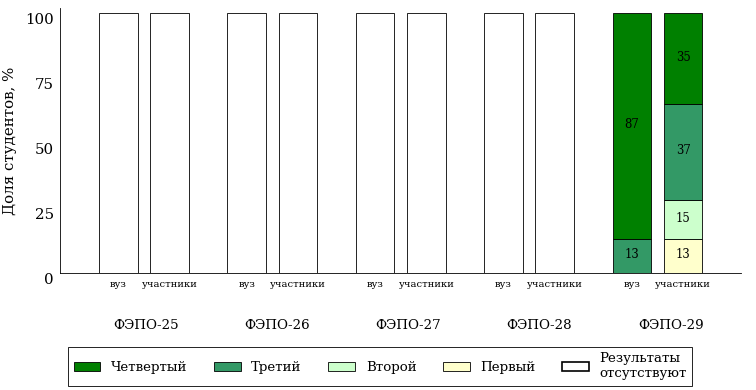 Доля студентов, %
100
75
50
25
0
87
13
35
37
15
13
вуз участники вуз участники вуз участники вуз участники вуз участники
ФЭПО-25 ФЭПО-26 ФЭПО-27 ФЭПО-28 ФЭПО-29
Четвертый Третий Второй Первый Результаты
отсутствуют